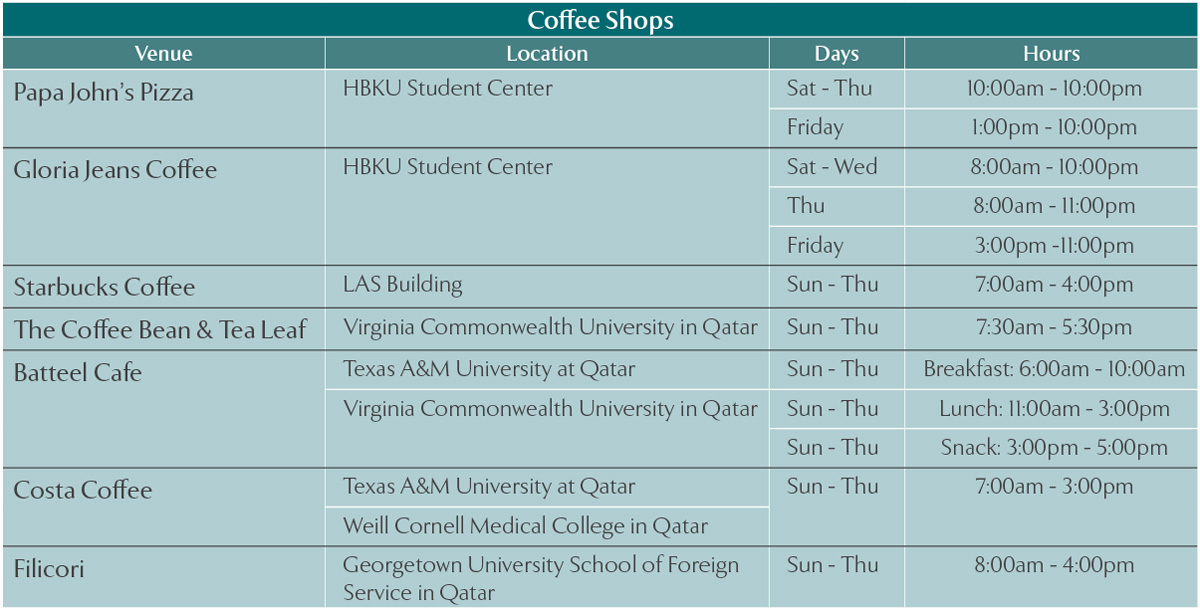 Coffee Shops
Venue Location Days Hours
Papa John's Pizza HBKU Student Center Sat - Thu 10:00am - 10:00pm
Friday 1:00pm - 10:00pm
Gloria Jeans Coffee HBKU Student Center Sat - Wed 8:00am - 10:00pm
Thu 8:00am - 11:00pm
Friday 3:00pm -11:00pm
Starbucks Coffee LAS Building Sun - Thu 7:00am - 4:00pm
The Coffee Bean & Tea Leaf Virginia Commonwealth University in Qatar Sun - Thu 7:30am - 5:30pm
Batteel Cafe Texas A&M University at Qatar Sun - Thu Breakfast: 6:00am - 10:00am
Virginia Commonwealth University in Qatar Sun - Thu Lunch: 11:00am - 3:00pm
Sun - Thu Snack: 3:00pm - 5:00pm
Costa Coffee Texas A&M University at Qatar Sun - Thu 7:00am - 3:00pm
Weill Cornell Medical College in Qatar
Filicori Georgetown University School of Foreign Sun - Thu 8:00am - 4:00pm
Service in Qatar